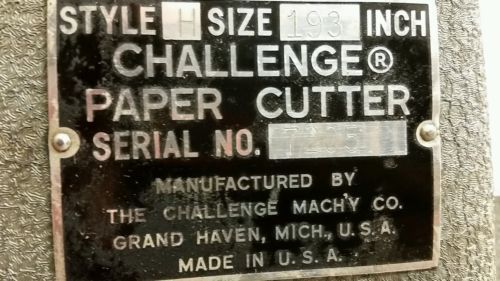 STYLE H SIZE 193 INCH
CHALLENGE®
PAPER CUTTER
SERIAL NO.
MANUFACTURED BY
THE CHALLENGE MACH'Y CO.
GRAND HAVEN, MICH., U.S.A.
MADE IN U.S.A.